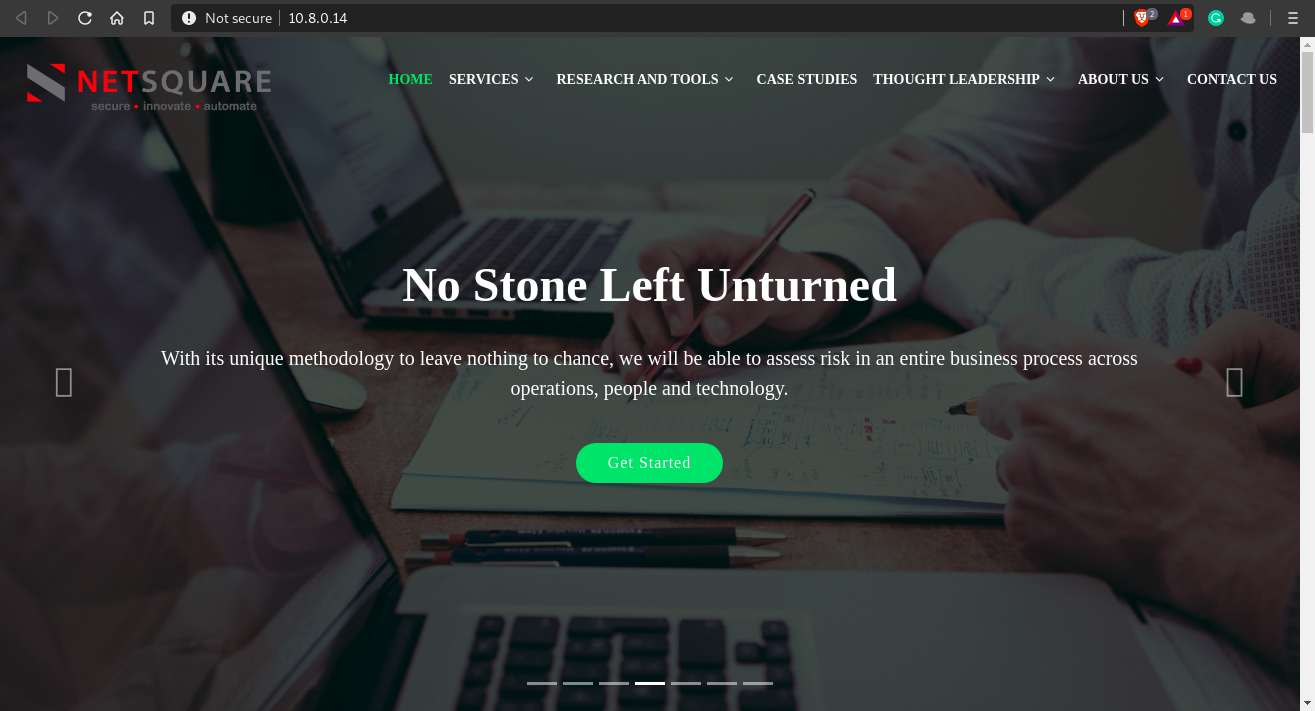 Not secure 10.8.0.14 2 1
NETSQUARE
secure • innovate • automate
HOME SERVICES RESEARCH AND TOOLS CASE STUDIES THOUGHT LEADERSHIP ABOUT US CONTACT US
No Stone Left Unturned
With its unique methodology to leave nothing to chance, we will be able to assess risk in an entire business process across
operations, people and technology.
Get Started